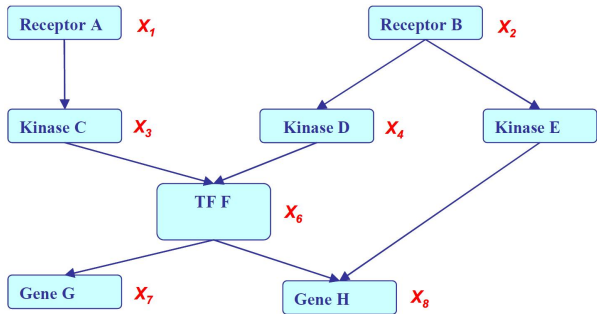 Receptor A
X1
Receptor B
X2
Kinase C
X3
Kinase D
X4
Kinase E
TF F
X6
Gene G
X7
Gene H
X8